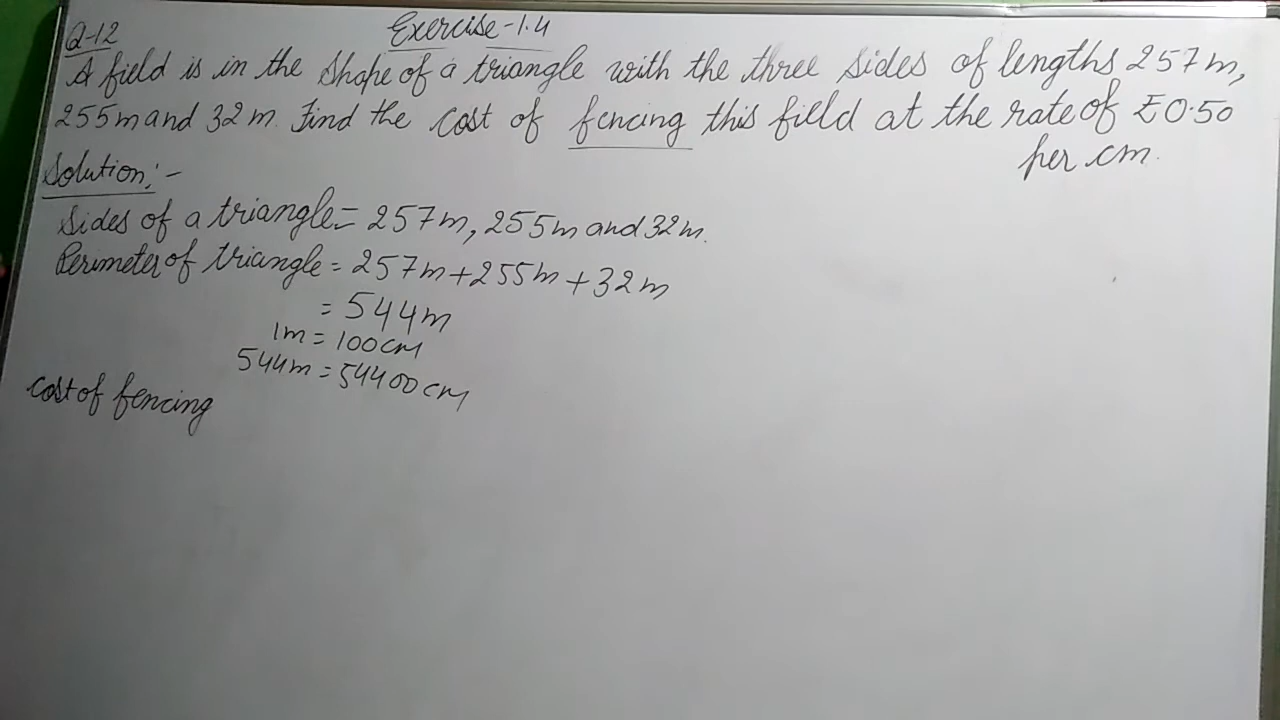 Exercise-1.4
Q-12
A field is in the shape of a triangle with the three sides of lengths 257m,
255m and 32m. Find the cost of fencing this field at the rate of ₹0.50
per cm.
Solution:-
Sides of a triangle= 257m, 255m and 32m.
Perimeter of triangle = 257m+255m+32m
= 544m
1m = 100cm
544m = 54400cm
cost of fencing